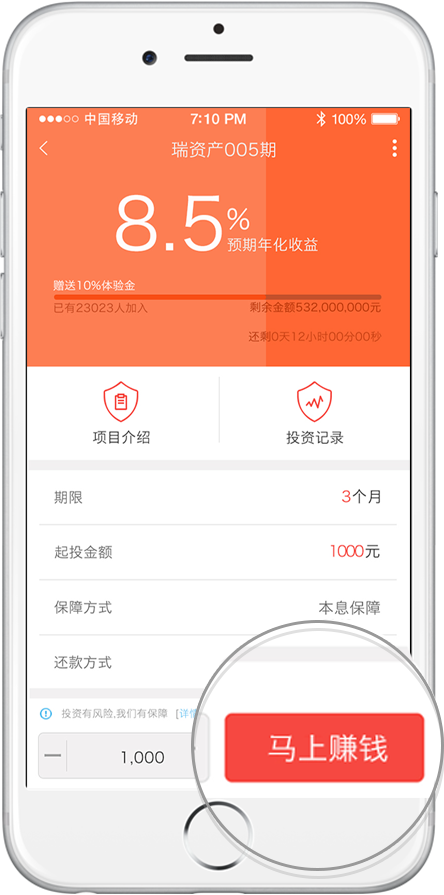 中国移动 7:10 PM 100%
瑞资产005期
8.5%
预期年化收益
赠送10%体验金
已有23023人加入 剩余金额532,000,000元
还剩0天12小时00分00秒
项目介绍 投资记录
期限 3个月
起投金额 1000元
保障方式 本息保障
还款方式
投资有风险,我们有保障 [详情
1,000
马上赚钱